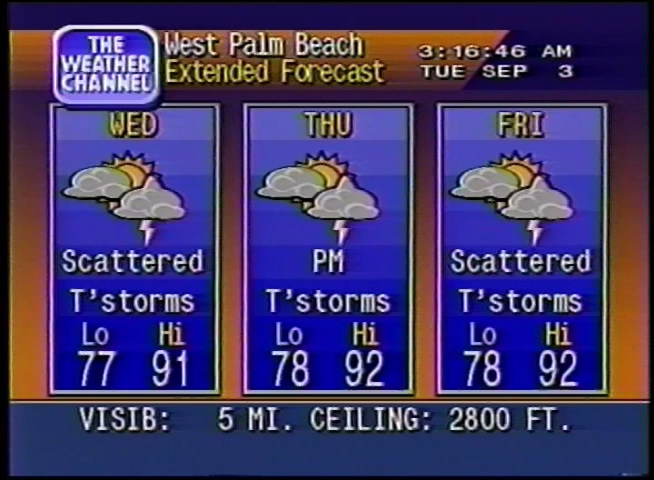 THE
WEATHER
CHANNEL
West Palm Beach
Extended Forecast
3:16:46 AM
TUE SEP 3
WED
Scattered
T'storms
Lo Hi
77 91
THU
PM
T'storms
Lo Hi
78 92
FRI
Scattered
T'storms
Lo Hi
78 92
VISIB: 5 MI. CEILING: 2800 FT.